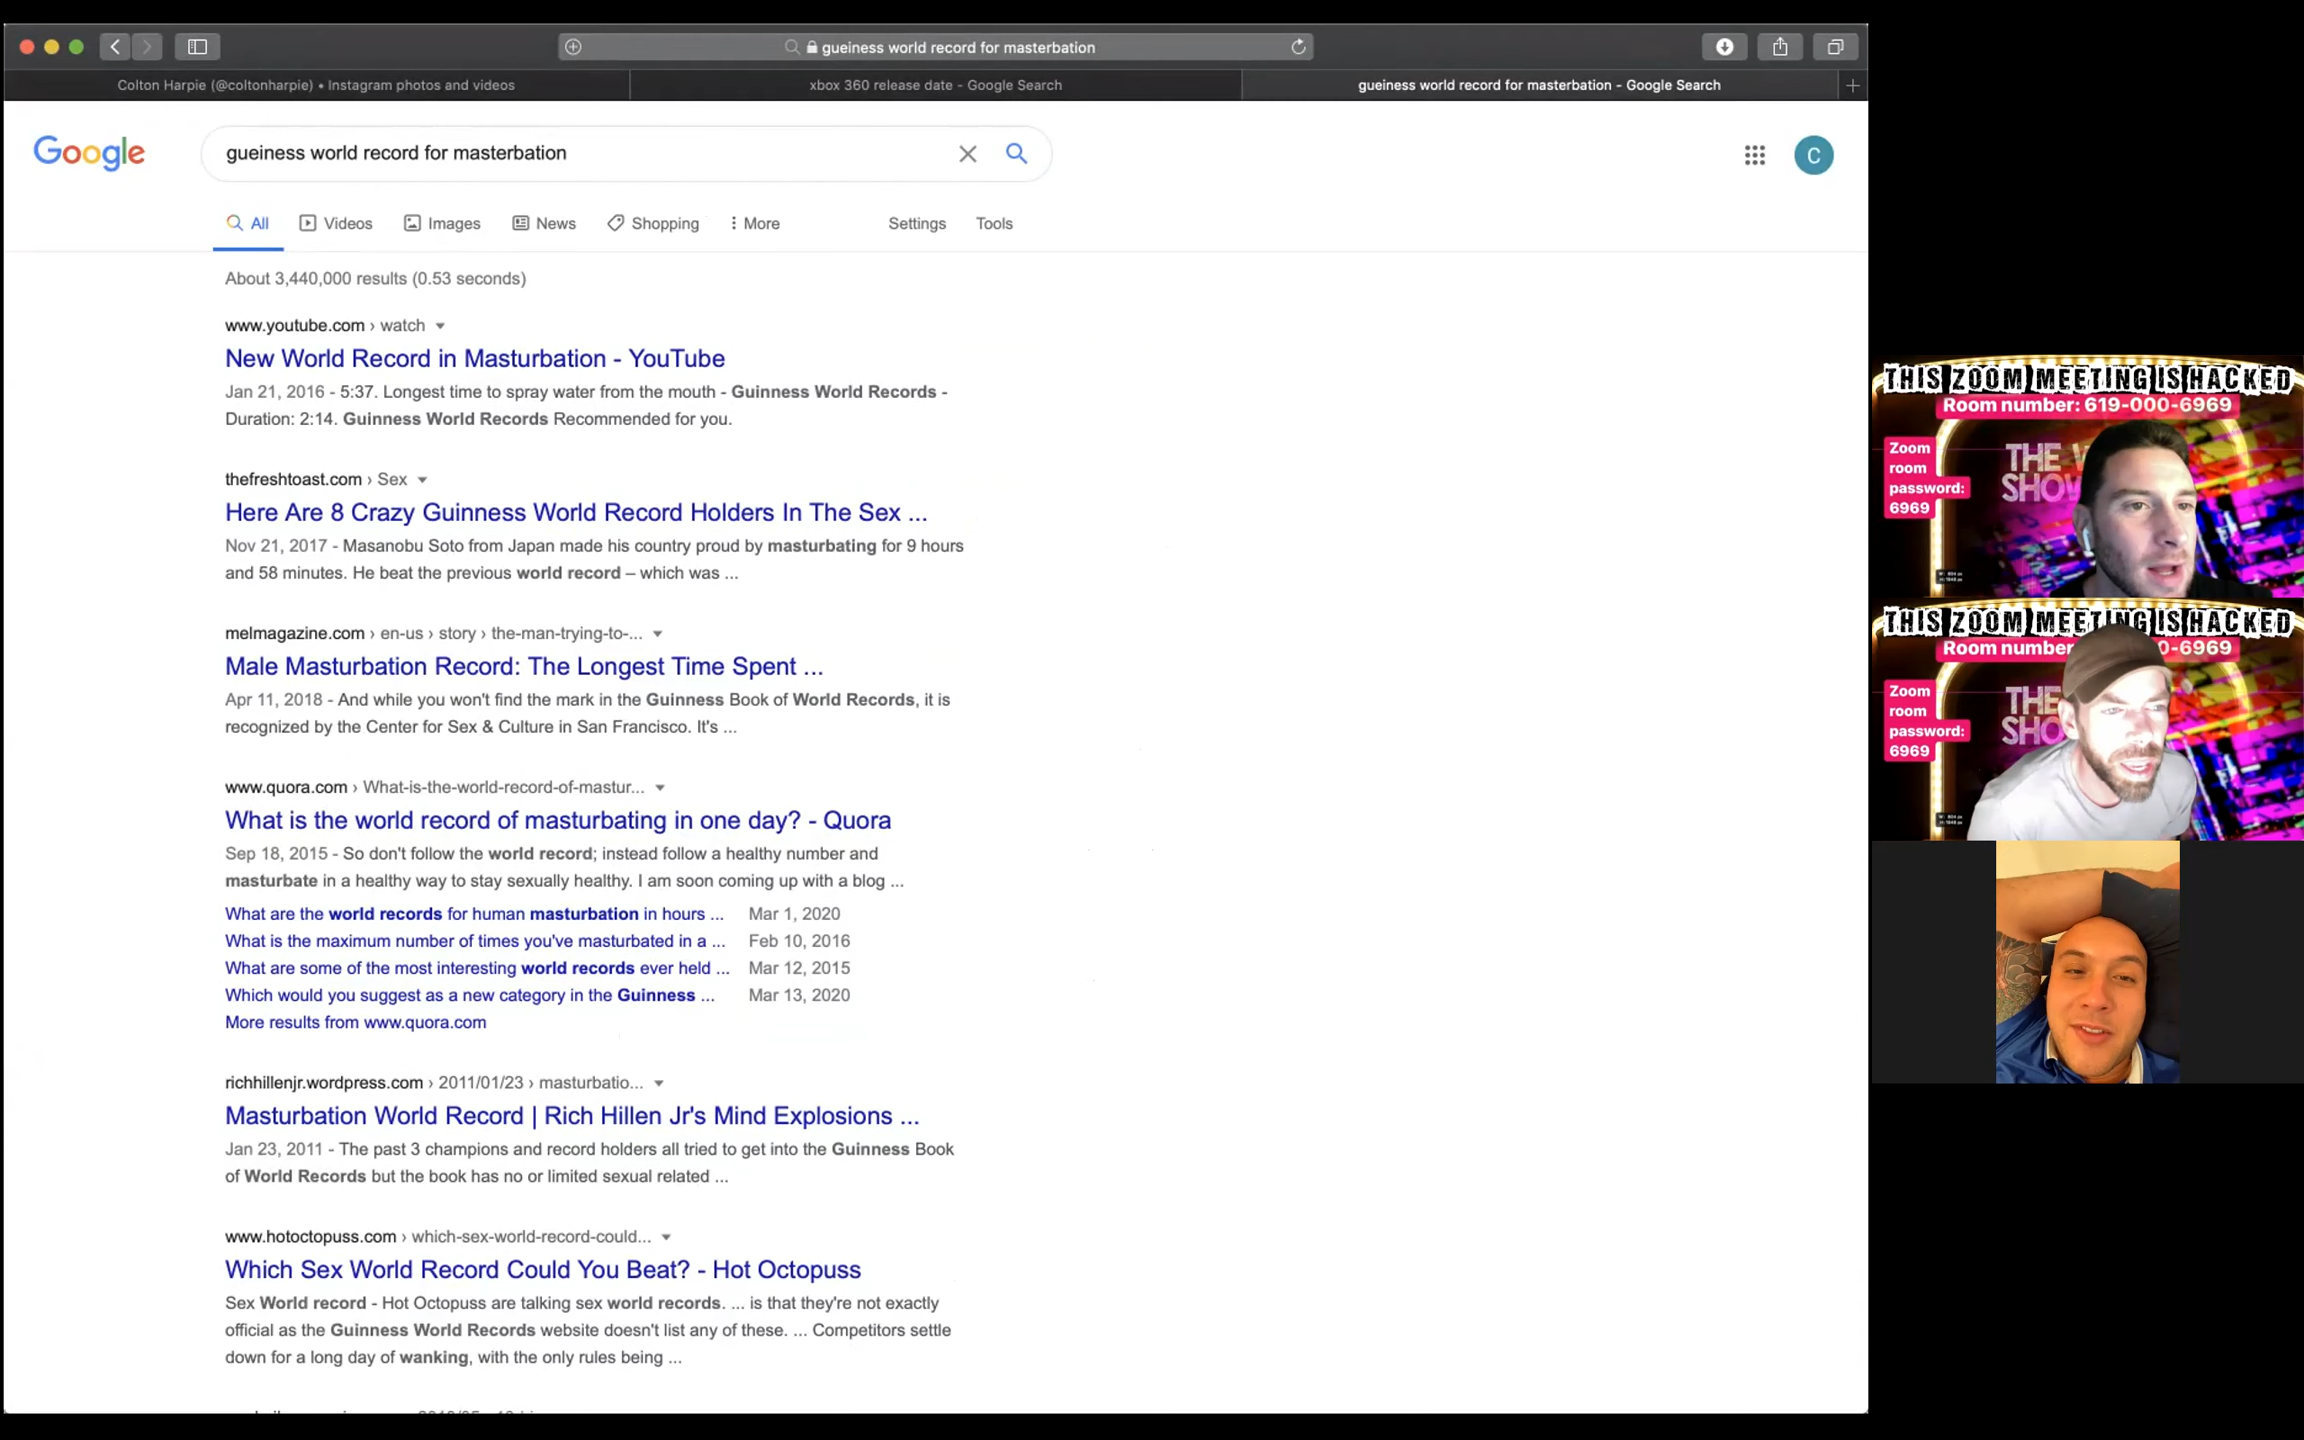 gueiness world record for masterbation
Colton Harpie (@coltonharpie) • Instagram photos and videos
xbox 360 release date - Google Search
gueiness world record for masterbation - Google Search
Google
gueiness world record for masterbation
C
All
Videos
Images
News
Shopping
More
Settings
Tools
About 3,440,000 results (0.53 seconds)
www.youtube.com › watch
New World Record in Masturbation - YouTube
Jan 21, 2016 - 5:37. Longest time to spray water from the mouth - Guinness World Records -
Duration: 2:14. Guinness World Records Recommended for you.
thefreshtoast.com › Sex
Here Are 8 Crazy Guinness World Record Holders In The Sex ...
Nov 21, 2017 - Masanobu Soto from Japan made his country proud by masturbating for 9 hours
and 58 minutes. He beat the previous world record – which was ...
melmagazine.com › en-us › story › the-man-trying-to-...
Male Masturbation Record: The Longest Time Spent ...
Apr 11, 2018 - And while you won't find the mark in the Guinness Book of World Records, it is
recognized by the Center for Sex & Culture in San Francisco. It's ...
www.quora.com › What-is-the-world-record-of-mastur...
What is the world record of masturbating in one day? - Quora
Sep 18, 2015 - So don't follow the world record; instead follow a healthy number and
masturbate in a healthy way to stay sexually healthy. I am soon coming up with a blog ...
What are the world records for human masturbation in hours ... Mar 1, 2020
What is the maximum number of times you've masturbated in a ... Feb 10, 2016
What are some of the most interesting world records ever held ... Mar 12, 2015
Which would you suggest as a new category in the Guinness ... Mar 13, 2020
More results from www.quora.com
richhillenjr.wordpress.com › 2011/01/23 › masturbatio...
Masturbation World Record | Rich Hillen Jr's Mind Explosions ...
Jan 23, 2011 - The past 3 champions and record holders all tried to get into the Guinness Book
of World Records but the book has no or limited sexual related ...
www.hotoctopuss.com › which-sex-world-record-could...
Which Sex World Record Could You Beat? - Hot Octopuss
Sex World record - Hot Octopuss are talking sex world records. ... is that they're not exactly
official as the Guinness World Records website doesn't list any of these. ... Competitors settle
down for a long day of wanking, with the only rules being ...
THIS ZOOM MEETING IS HACKED
Room number: 619-000-6969
Zoom
room
password:
6969
THE
SHOW
THIS ZOOM MEETING IS HACKED
Room number 0-6969
Zoom
room
password:
6969
THE
SHO